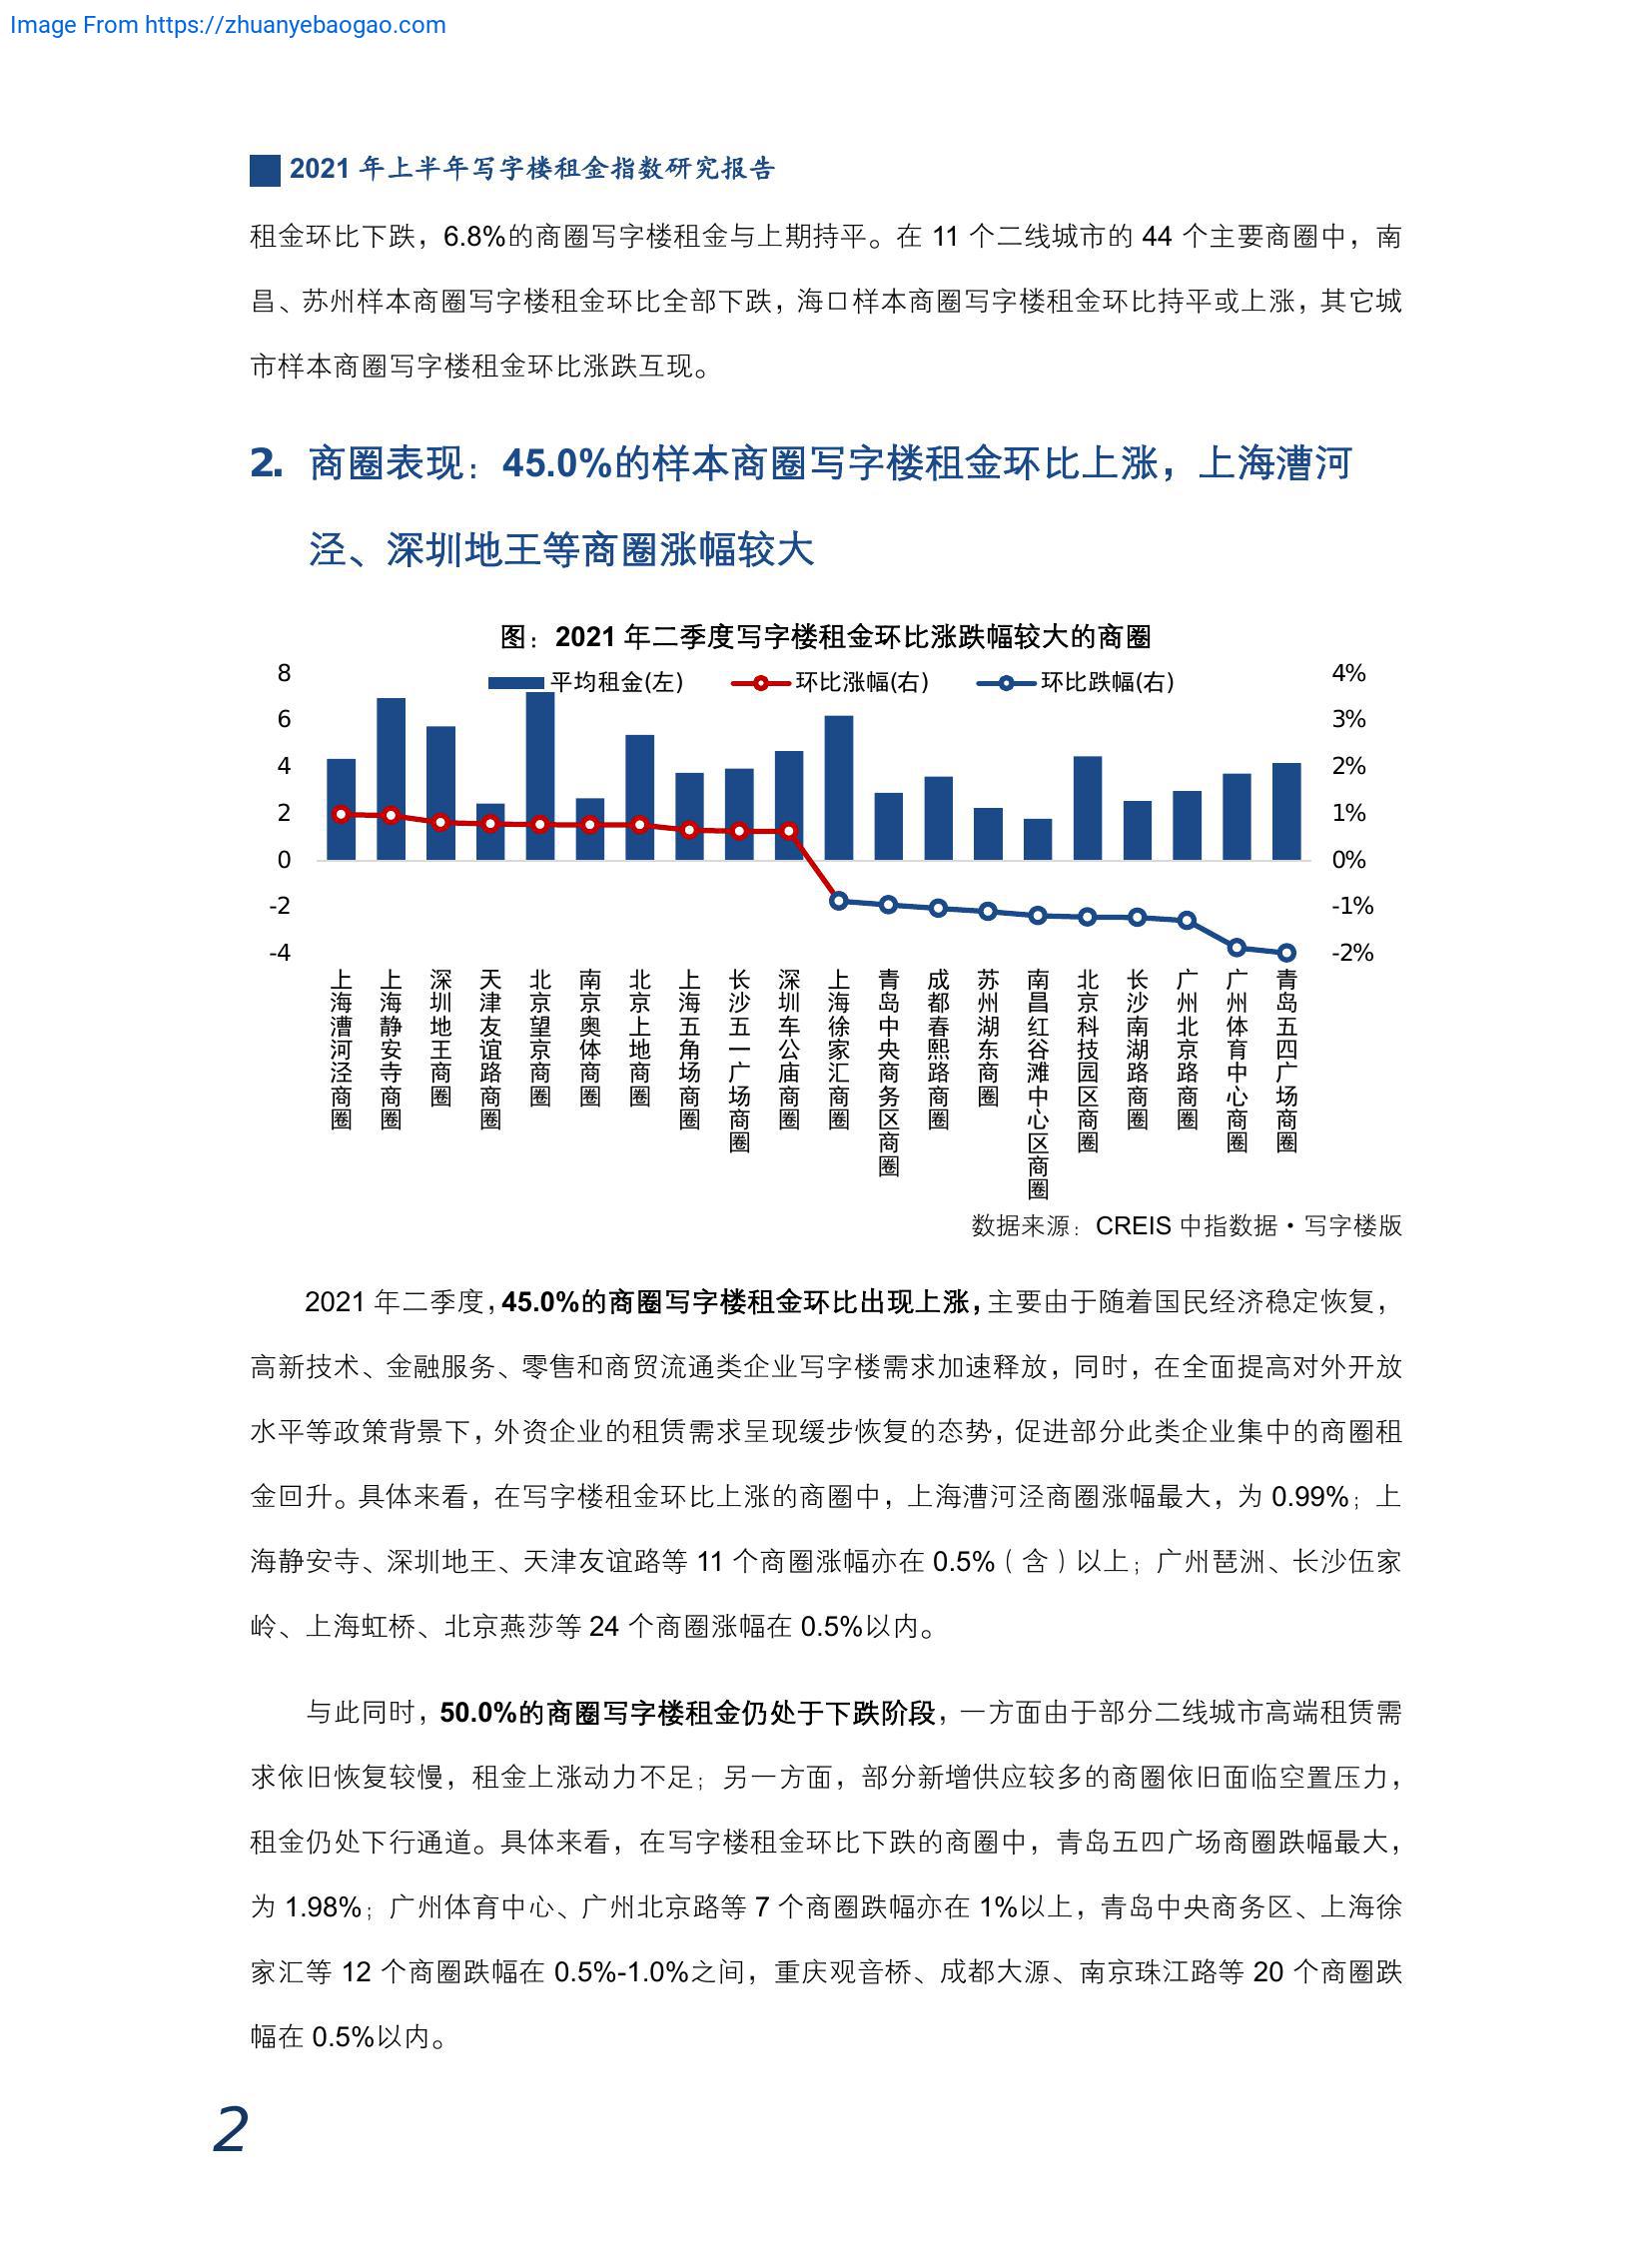 Image From https://zhuanyebaogao.com
2021 年上半年写字楼租金指数研究报告
租金环比下跌，6.8%的商圈写字楼租金与上期持平。在 11 个二线城市的 44 个主要商圈中，南
昌、苏州样本商圈写字楼租金环比全部下跌，海口样本商圈写字楼租金环比持平或上涨，其它城
市样本商圈写字楼租金环比涨跌互现。
2. 商圈表现：45.0%的样本商圈写字楼租金环比上涨，上海漕河
泾、深圳地王等商圈涨幅较大
图：2021 年二季度写字楼租金环比涨跌幅较大的商圈
平均租金(左) 环比涨幅(右) 环比跌幅(右)
8
6
4
2
0
-2
-4
4%
3%
2%
1%
0%
-1%
-2%
上海漕河泾商圈
上海静安寺商圈
深圳地王商圈
天津友谊路商圈
北京望京商圈
南京奥体商圈
北京上地商圈
上海五角场商圈
长沙五一广场商圈
深圳车公庙商圈
上海徐家汇商圈
青岛中央商务区商圈
成都春熙路商圈
苏州湖东商圈
南昌红谷滩中心区商圈
北京科技园区商圈
长沙南湖路商圈
广州北京路商圈
广州体育中心商圈
青岛五四广场商圈
数据来源：CREIS 中指数据·写字楼版
2021 年二季度，45.0%的商圈写字楼租金环比出现上涨，主要由于随着国民经济稳定恢复，
高新技术、金融服务、零售和商贸流通类企业写字楼需求加速释放，同时，在全面提高对外开放
水平等政策背景下，外资企业的租赁需求呈现缓步恢复的态势，促进部分此类企业集中的商圈租
金回升。具体来看，在写字楼租金环比上涨的商圈中，上海漕河泾商圈涨幅最大，为 0.99%；上
海静安寺、深圳地王、天津友谊路等 11 个商圈涨幅亦在 0.5%（含）以上；广州琶洲、长沙伍家
岭、上海虹桥、北京燕莎等 24 个商圈涨幅在 0.5%以内。
与此同时，50.0%的商圈写字楼租金仍处于下跌阶段，一方面由于部分二线城市高端租赁需
求依旧恢复较慢，租金上涨动力不足；另一方面，部分新增供应较多的商圈依旧面临空置压力，
租金仍处下行通道。具体来看，在写字楼租金环比下跌的商圈中，青岛五四广场商圈跌幅最大，
为 1.98%；广州体育中心、广州北京路等 7 个商圈跌幅亦在 1%以上，青岛中央商务区、上海徐
家汇等 12 个商圈跌幅在 0.5%-1.0%之间，重庆观音桥、成都大源、南京珠江路等 20 个商圈跌
幅在 0.5%以内。
2